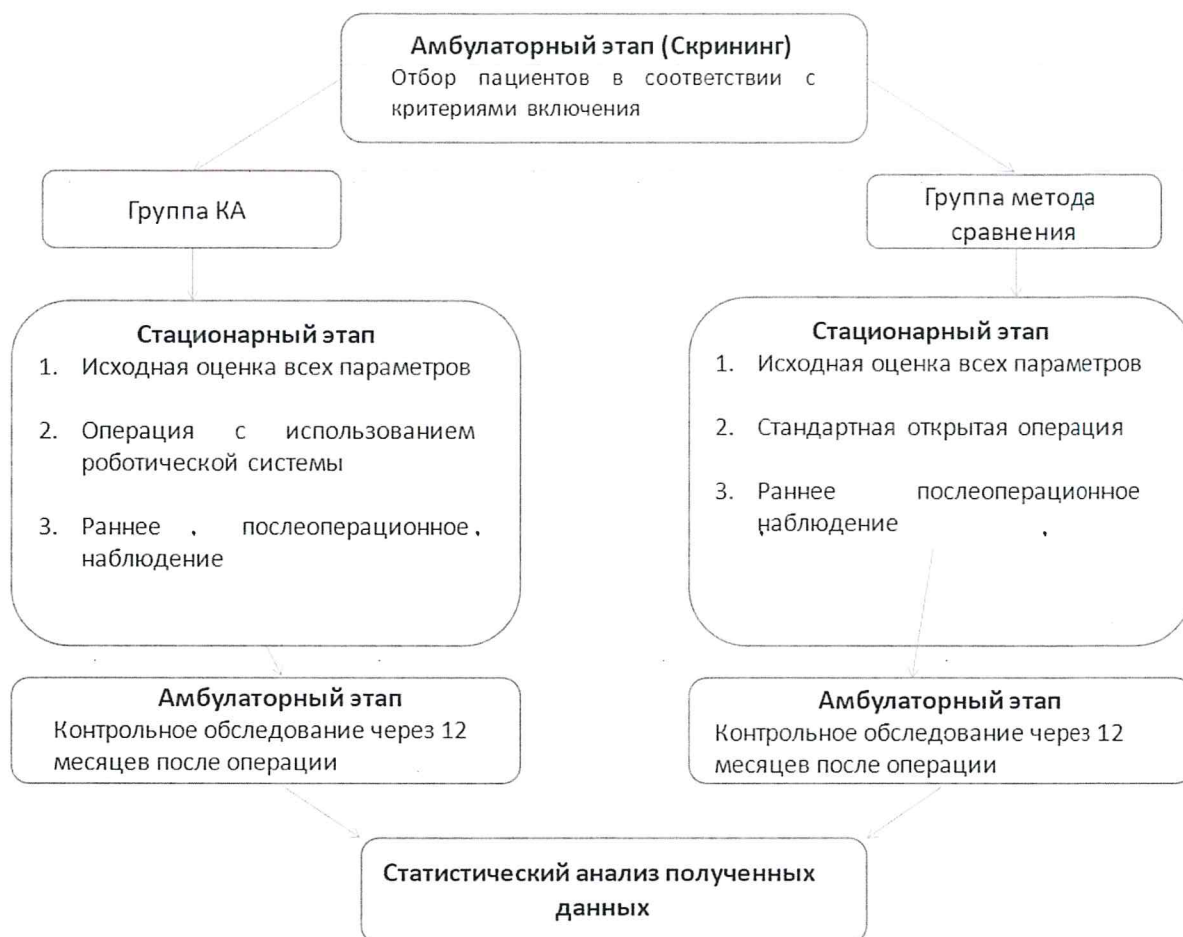 Амбулаторный этап (Скрининг)
Отбор пациентов в соответствии с
критериями включения
Группа КА
Группа метода
сравнения
Стационарный этап
1. Исходная оценка всех параметров
2. Операция с использованием
роботической системы
3. Раннее , послеоперационное,
наблюдение
Стационарный этап
1. Исходная оценка всех параметров
2. Стандартная открытая операция
3. Раннее послеоперационное
наблюдение
Амбулаторный этап
Контрольное обследование через 12
месяцев после операции
Амбулаторный этап
Контрольное обследование через 12
месяцев после операции
Статистический анализ полученных
данных